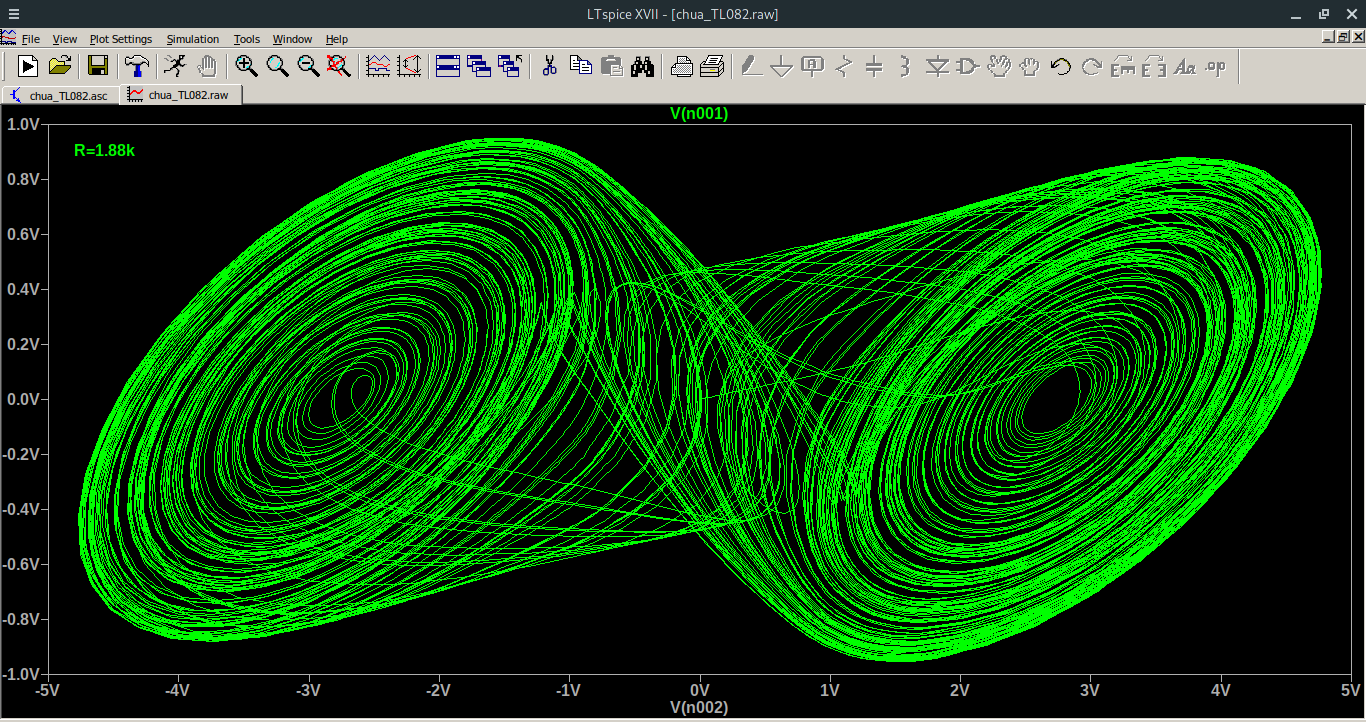 LTspice XVII - [chua_TL082.raw]
File View Plot Settings Simulation Tools Window Help
chua_TL082.asc chua_TL082.raw
V(n001)
1.0V
R=1.88k
0.8V
0.6V
0.4V
0.2V
0.0V
-0.2V
-0.4V
-0.6V
-0.8V
-1.0V
-5V -4V -3V -2V -1V 0V 1V 2V 3V 4V 5V
V(n002)